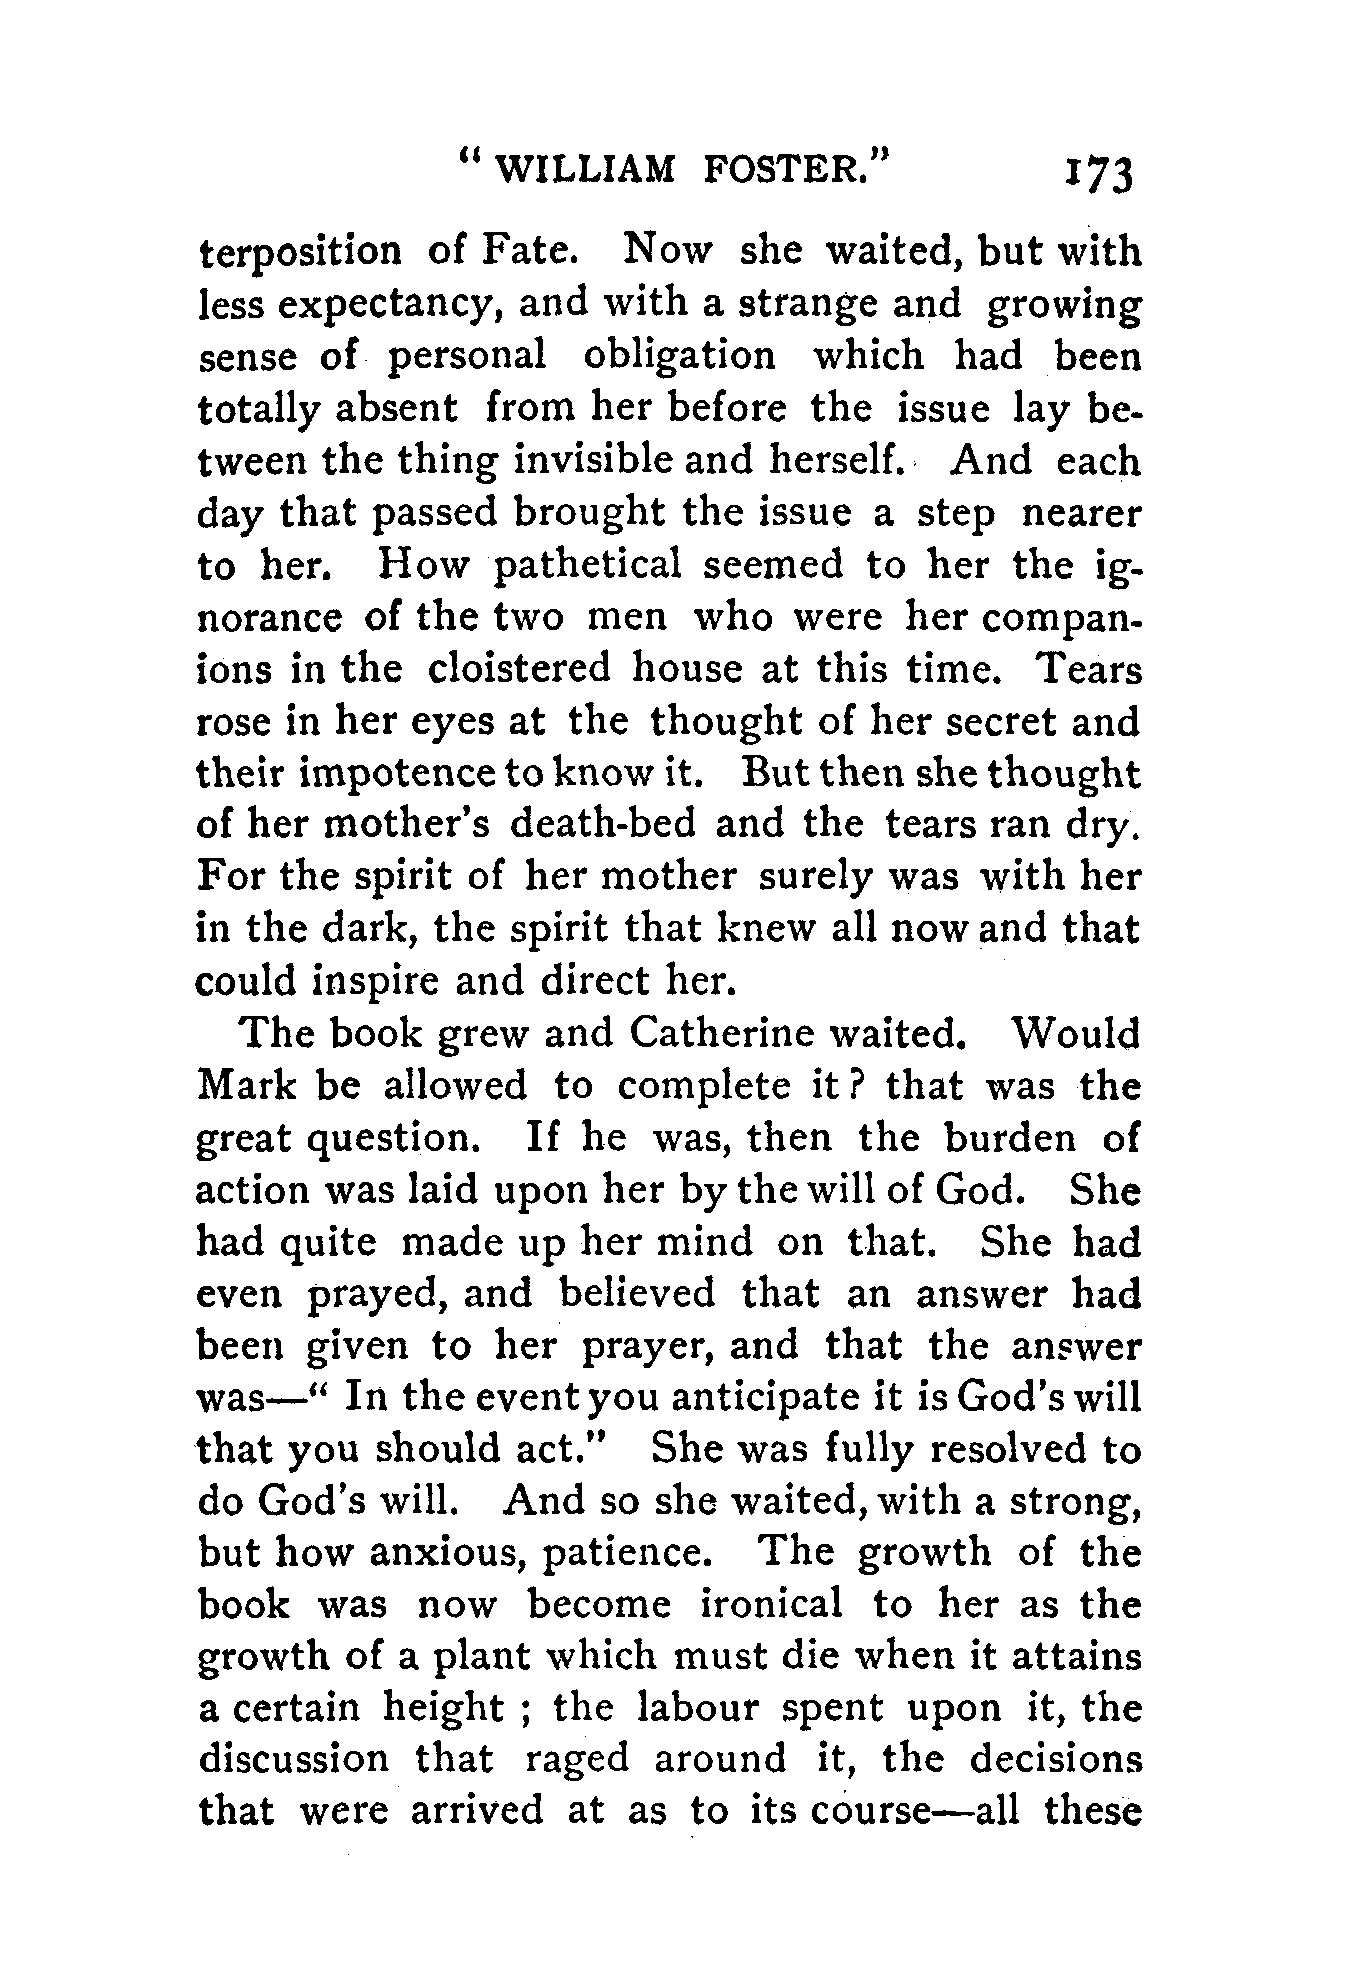 “ WILLIAM FOSTER.” 173
terposition of Fate. Now she waited, but with
less expectancy, and with a strange and growing
sense of personal obligation which had been
totally absent from her before the issue lay be-
tween the thing invisible and herself. And each
day that passed brought the issue a step nearer
to her. How pathetical seemed to her the ig-
norance of the two men who were her compan-
ions in the cloistered house at this time. Tears
rose in her eyes at the thought of her secret and
their impotence to know it. But then she thought
of her mother's death-bed and the tears ran dry.
For the spirit of her mother surely was with her
in the dark, the spirit that knew all now and that
could inspire and direct her.
The book grew and Catherine waited. Would
Mark be allowed to complete it ? that was the
great question. If he was, then the burden of
action was laid upon her by the will of God. She
had quite made up her mind on that. She had
even prayed, and believed that an answer had
been given to her prayer, and that the answer
was—“ In the event you anticipate it is God's will
that you should act.” She was fully resolved to
do God's will. And so she waited, with a strong,
but how anxious, patience. The growth of the
book was now become ironical to her as the
growth of a plant which must die when it attains
a certain height ; the labour spent upon it, the
discussion that raged around it, the decisions
that were arrived at as to its course—all these